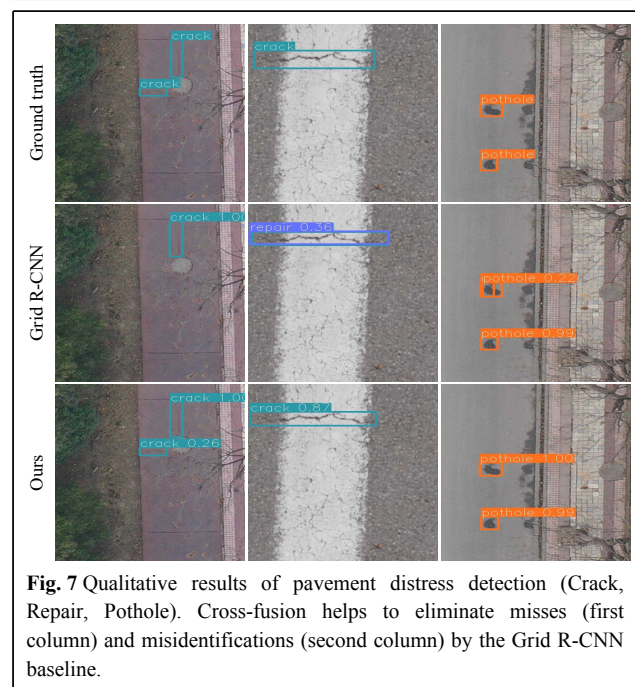 Ground truth
crack
crack
crack
pothole
pothole
Grid R-CNN
crack 1.00
repair 0.36
pothole 0.22
pothole 0.99
Ours
crack 1.00
crack 0.26
crack 0.87
pothole 1.00
pothole 0.99
Fig. 7 Qualitative results of pavement distress detection (Crack,
Repair, Pothole). Cross-fusion helps to eliminate misses (first
column) and misidentifications (second column) by the Grid R-CNN
baseline.